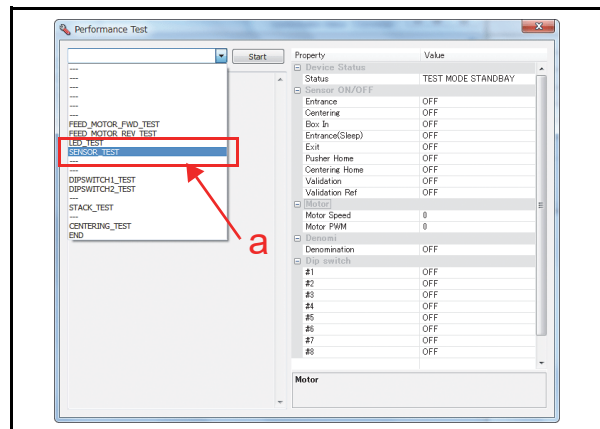 Performance Test
Start
---
---
---
---
---
---
FEED_MOTOR_FWD_TEST
FEED_MOTOR_REV_TEST
LED_TEST
SENSOR_TEST
---
---
DIPSWITCH1_TEST
DIPSWITCH2_TEST
---
STACK_TEST
---
CENTERING_TEST
END
a
Property Value
Device Status
Status TEST MODE STANDBAY
Sensor ON/OFF
Entrance OFF
Centering OFF
Box In OFF
Entrance(Sleep) OFF
Exit OFF
Pusher Home OFF
Centering Home OFF
Validation OFF
Validation Ref OFF
Motor
Motor Speed 0
Motor PWM 0
Denomi
Denomination OFF
Dip switch
#1 OFF
#2 OFF
#3 OFF
#4 OFF
#5 OFF
#6 OFF
#7 OFF
#8 OFF
Motor